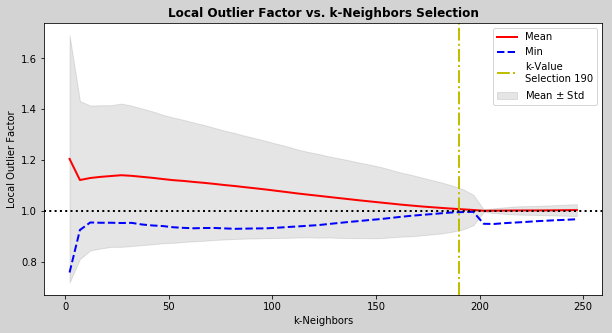 Local Outlier Factor vs. k-Neighbors Selection
Local Outlier Factor
1.6
1.4
1.2
1.0
0.8
Mean
Min
k-Value
Selection 190
Mean ± Std
0
50
100
150
200
250
k-Neighbors